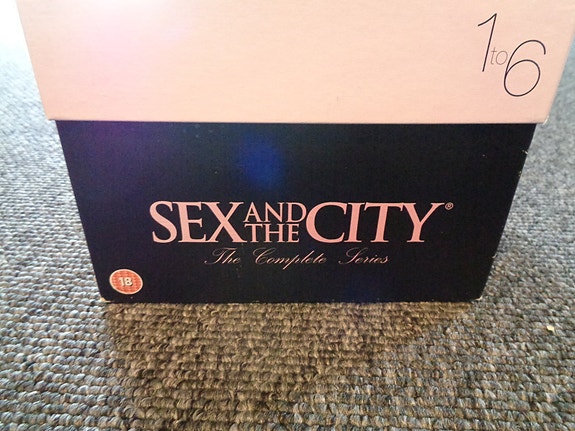 1 to 6
SEX AND THE CITY®
The Complete Series
18